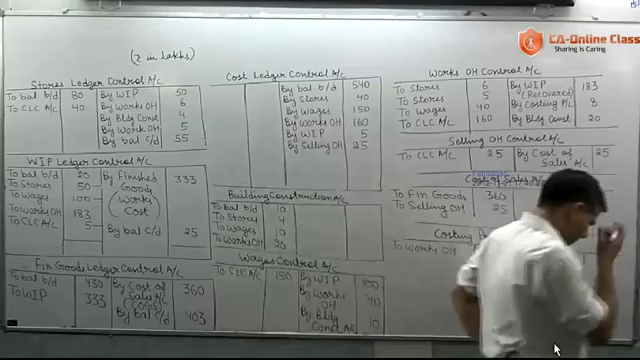 (₹ in Lakhs)
Stores Ledger Control A/C
To bal b/d 80 By WIP 50
To CLC A/C 40 By Works OH 6
By Bldg Const 4
By Works OH 5
By bal c/d 55
WIP Ledger Control A/C
To bal b/d 20 By Finished Goods (Works Cost) 333
To Stores 50
To Wages 100
To Works OH 183
To CLC A/C 5 By bal c/d 25
Fin Goods Ledger Control A/C
To bal b/d 430 By Cost of Sales A/C (COGS) 360
To WIP 333 By bal c/d 403
Cost Ledger Control A/C
By bal b/d 540
By Stores 40
By Wages 150
By Works OH 160
By WIP 5
By Selling OH 25
Building Construction A/C
To bal b/d 10
To Stores 4
To Wages 10
To Works OH 20
Wages Control A/C
To CLC A/C 150 By WIP 100
By Works OH 40
By Bldg Const A/C 10
CA-Online Class
Sharing is Caring
Works OH Control A/C
To Stores 6 By WIP (Recovered) 183
To Stores 5 By Costing P/L 8
To Wages 40
To CLC A/C 160 By Bldg Const 20
Selling OH Control A/C
To CLC A/C 25 By Cost of Sales A/C 25
Cost of Sales A/C
To Fin. Goods 360
To Selling OH 25
Costing
To Works OH